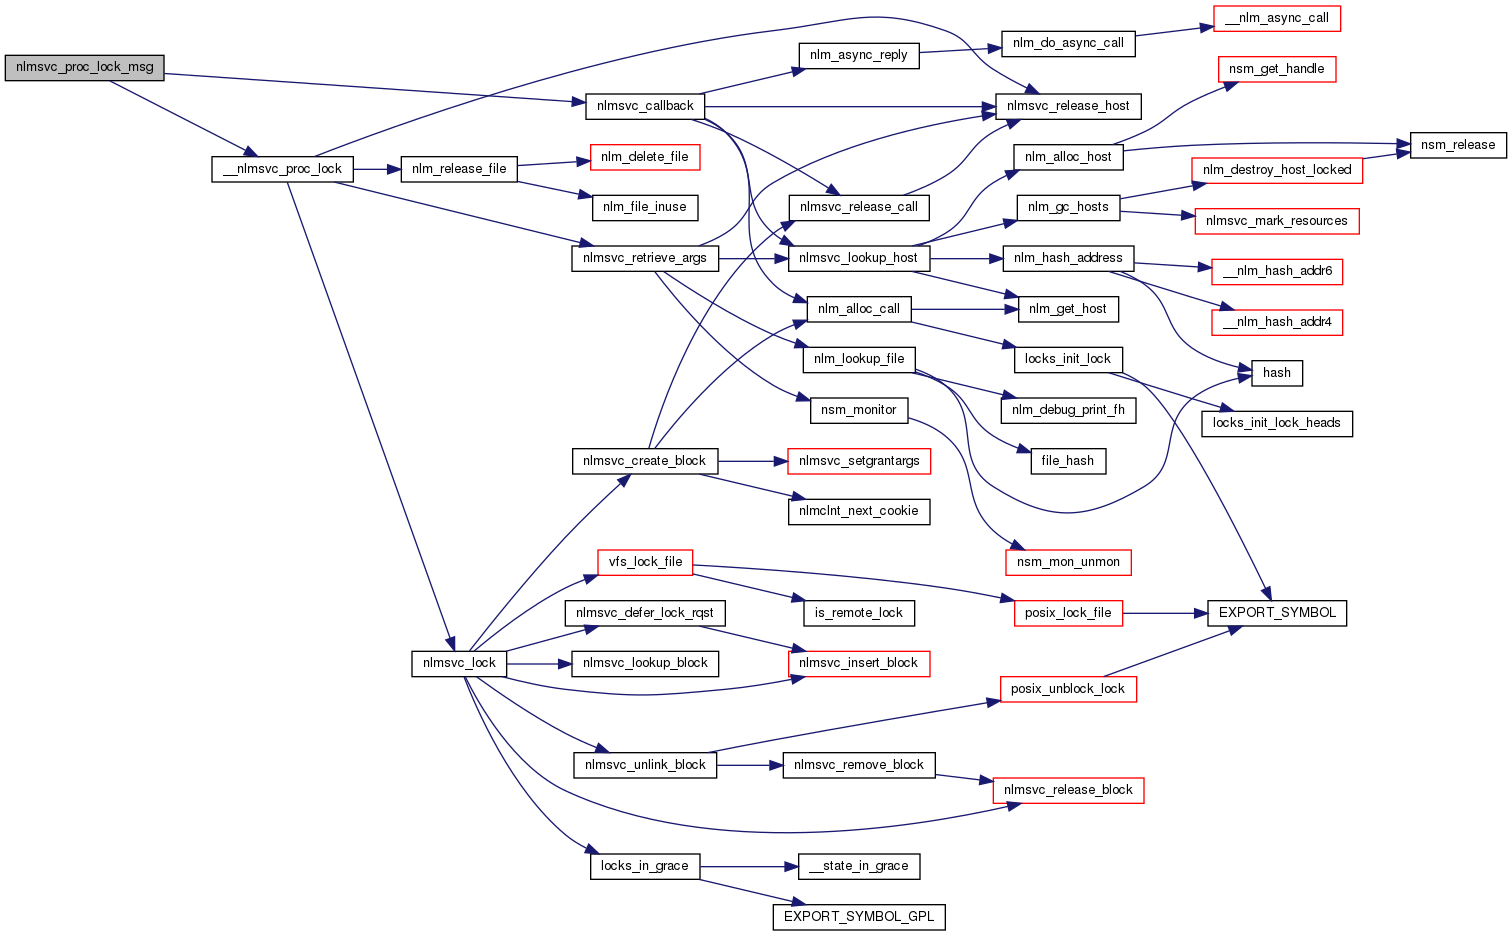 nlmsvc_proc_lock_msg
__nlmsvc_proc_lock
nlm_release_file
nlmsvc_callback
nlm_delete_file
nlm_file_inuse
nlmsvc_retrieve_args
nlmsvc_create_block
vfs_lock_file
nlmsvc_defer_lock_rqst
nlmsvc_lock
nlmsvc_lookup_block
nlmsvc_unlink_block
locks_in_grace
nlm_async_reply
nlmsvc_release_call
nlmsvc_lookup_host
nlm_alloc_call
nlm_lookup_file
nsm_monitor
nlmsvc_setgrantargs
nlmclnt_next_cookie
is_remote_lock
nlmsvc_insert_block
nlmsvc_remove_block
__state_in_grace
EXPORT_SYMBOL_GPL
nlm_do_async_call
nlmsvc_release_host
nlm_alloc_host
nlm_gc_hosts
nlm_hash_address
nlm_get_host
locks_init_lock
nlm_debug_print_fh
file_hash
nsm_mon_unmon
posix_lock_file
posix_unblock_lock
nlmsvc_release_block
__nlm_async_call
nsm_get_handle
nlm_destroy_host_locked
nlmsvc_mark_resources
__nlm_hash_addr6
__nlm_hash_addr4
hash
locks_init_lock_heads
EXPORT_SYMBOL
nsm_release